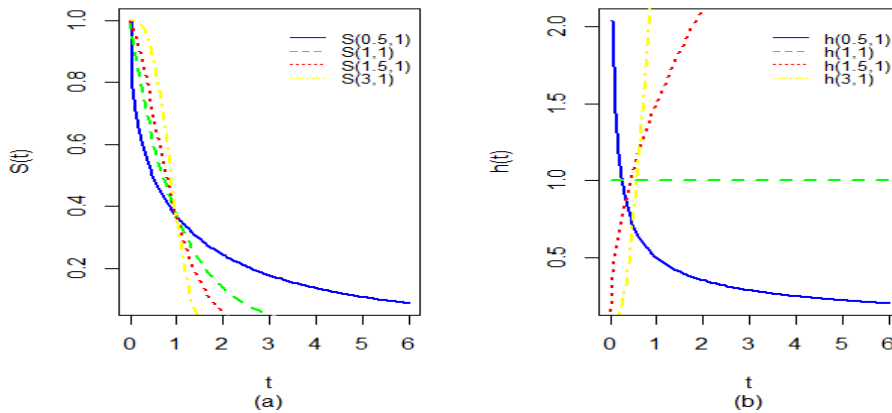 S(t)
1.0
0.8
0.6
0.4
0.2
S(0.5,1)
S(1,1)
S(1.5,1)
S(3,1)
0 1 2 3 4 5 6
t
(a)
h(t)
2.0
1.5
1.0
0.5
h(0.5,1)
h(1,1)
h(1.5,1)
h(3,1)
0 1 2 3 4 5 6
t
(b)